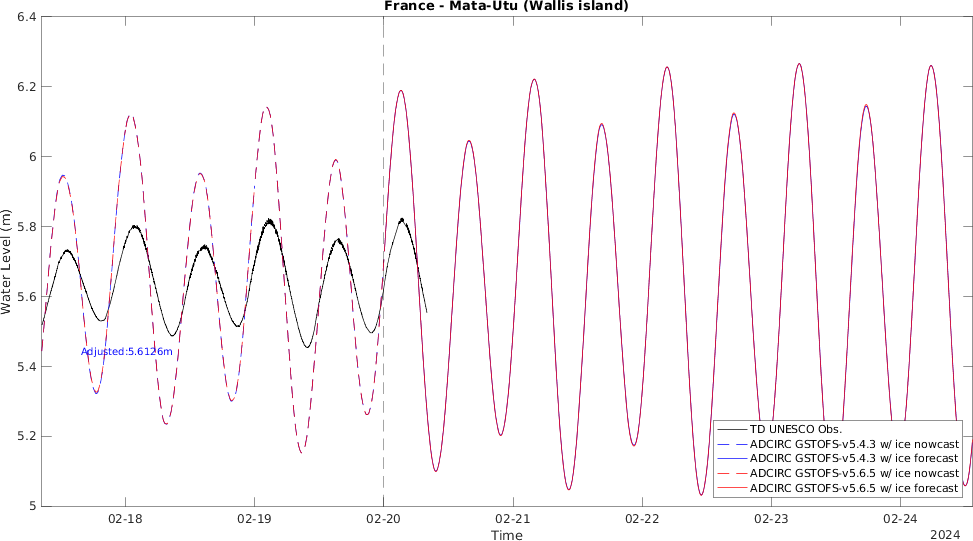 France - Mata-Utu (Wallis island)
6.4
6.2
6
5.8
5.6
5.4
5.2
5
Water Level (m)
Adjusted:5.6126m
TD UNESCO Obs.
ADCIRC GSTOFS-v5.4.3 w/ ice nowcast
ADCIRC GSTOFS-v5.4.3 w/ ice forecast
ADCIRC GSTOFS-v5.6.5 w/ ice nowcast
ADCIRC GSTOFS-v5.6.5 w/ ice forecast
02-18 02-19 02-20 02-21 02-22 02-23 02-24
Time
2024